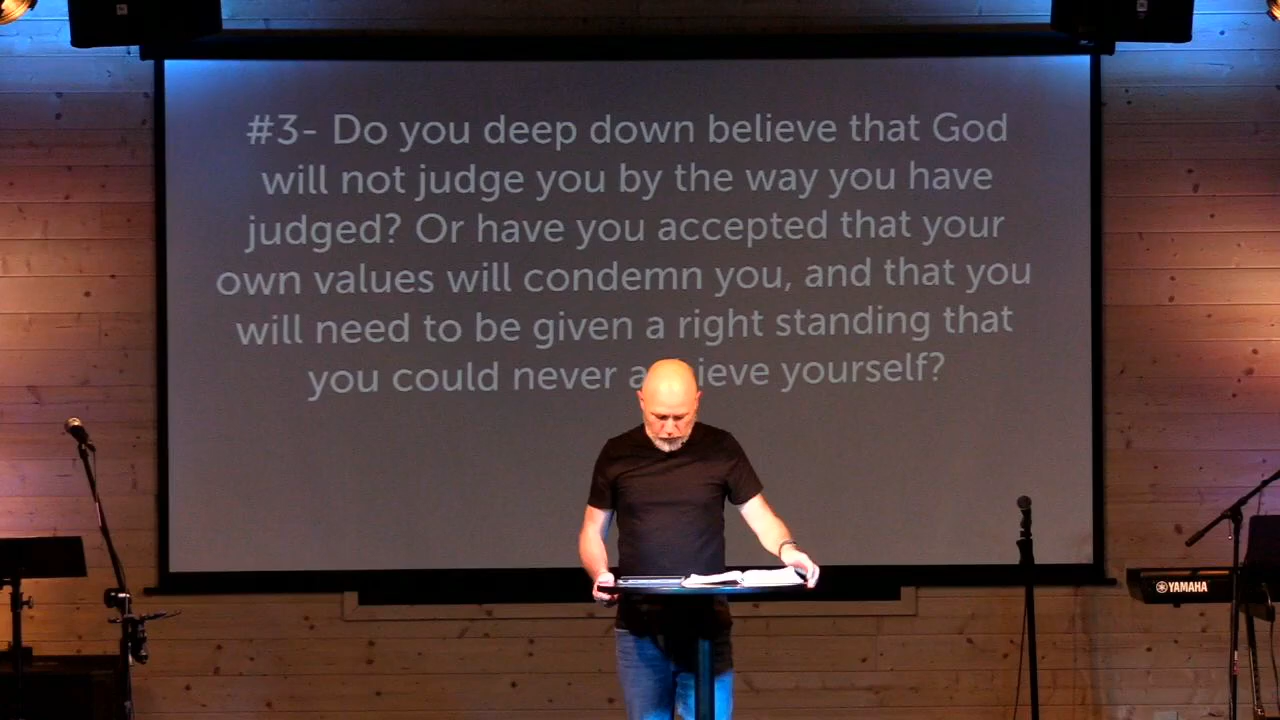 #3- Do you deep down believe that God
will not judge you by the way you have
judged? Or have you accepted that your
own values will condemn you, and that you
will need to be given a right standing that
you could never a ieve yourself?
YAMAHA